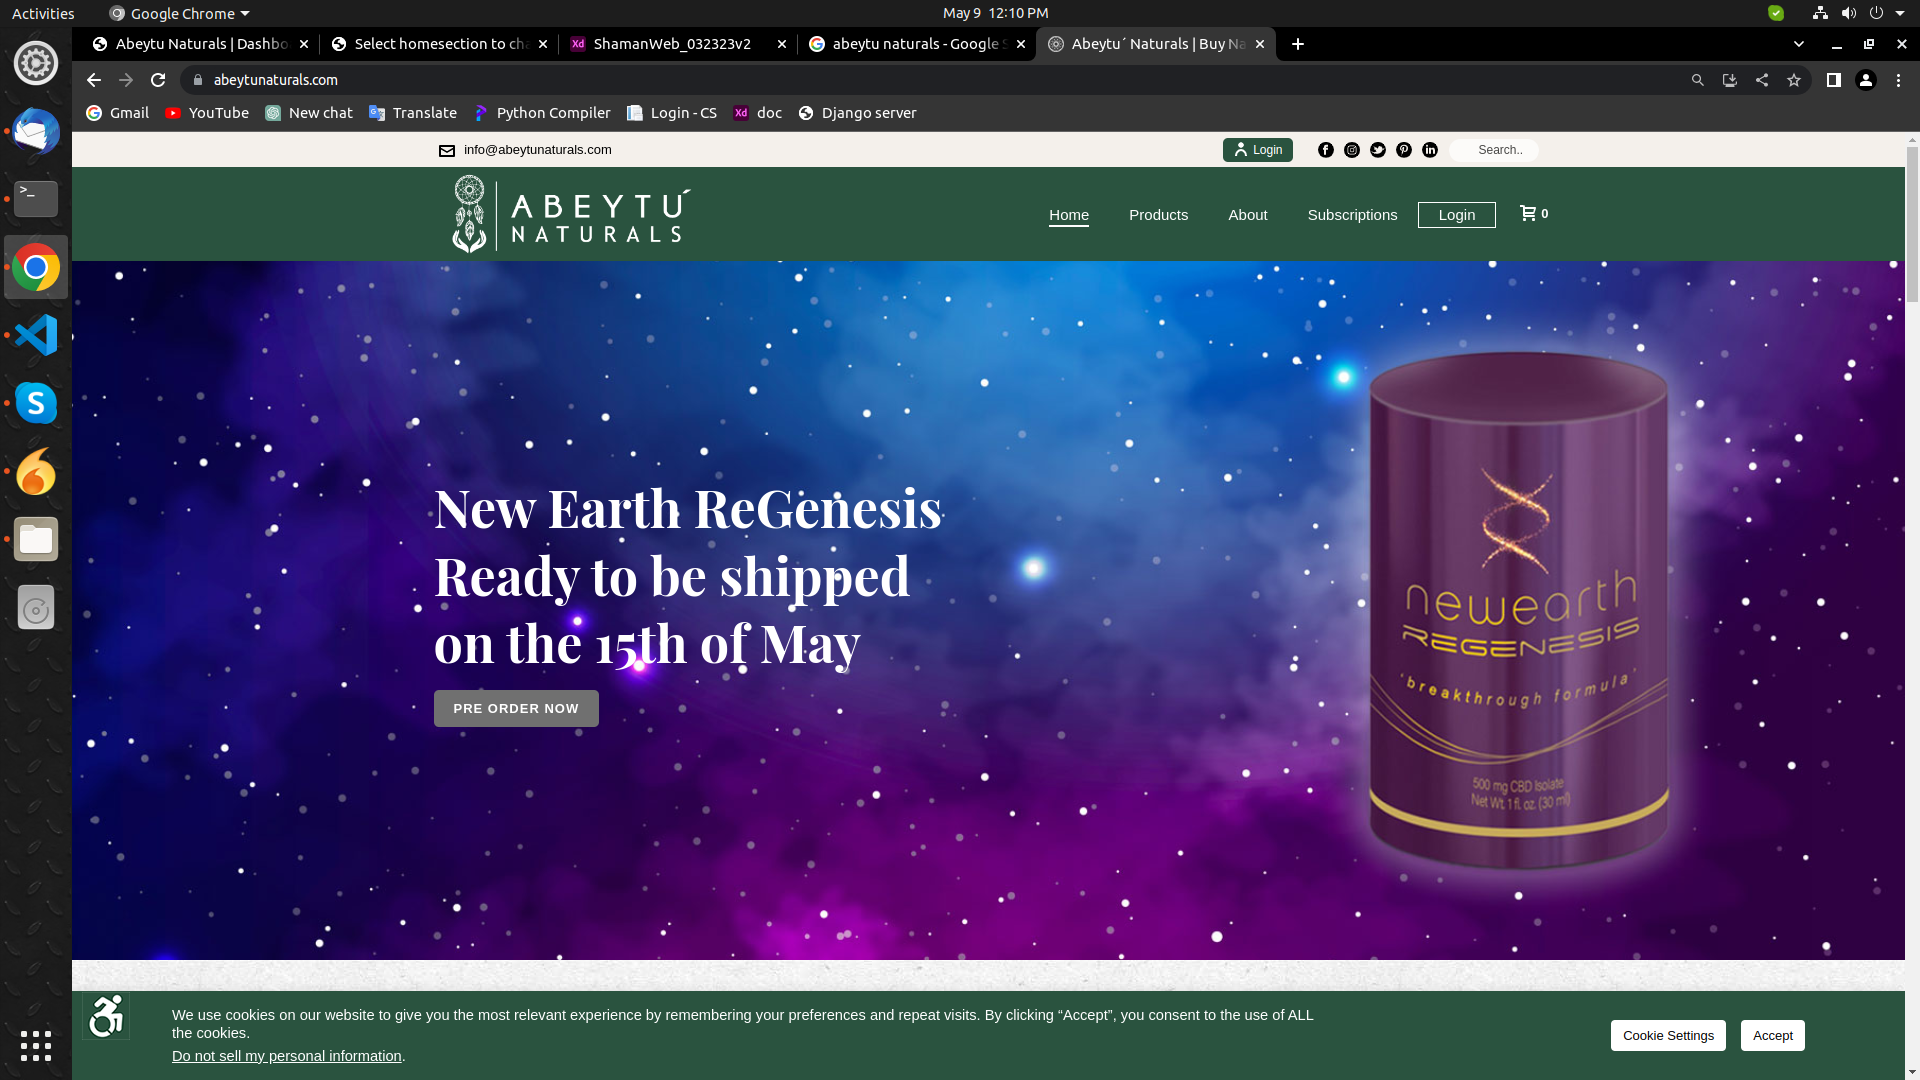 Activities
Google Chrome
May 9 12:10 PM
Abeytu Naturals | Dashbo
Select homesection to cha
ShamanWeb_032323v2
abeytu naturals - Google S
Abeytu´ Naturals | Buy Na
abeytunaturals.com
Gmail
YouTube
New chat
Translate
Python Compiler
Login - CS
doc
Django server
info@abeytunaturals.com
Login
Search..
ABEYTU´
NATURALS
Home
Products
About
Subscriptions
Login
0
New Earth ReGenesis
Ready to be shipped
on the 15th of May
PRE ORDER NOW
newearth
REGENESIS
'breakthrough formula'
500 mg CBD Isolate
Net Wt. 1 fl. oz. (30 ml)
We use cookies on our website to give you the most relevant experience by remembering your preferences and repeat visits. By clicking “Accept”, you consent to the use of ALL
the cookies.
Do not sell my personal information.
Cookie Settings
Accept